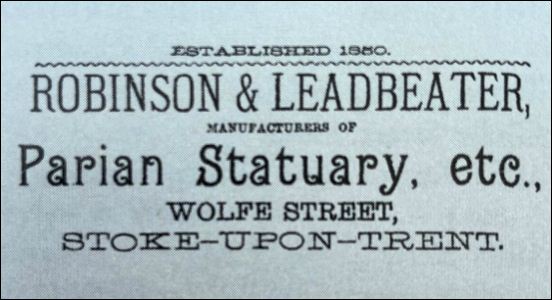 ESTABLISHED 1850.
ROBINSON & LEADBEATER,
MANUFACTURERS OF
Parian Statuary, etc.,
WOLFE STREET,
STOKE-UPON-TRENT.